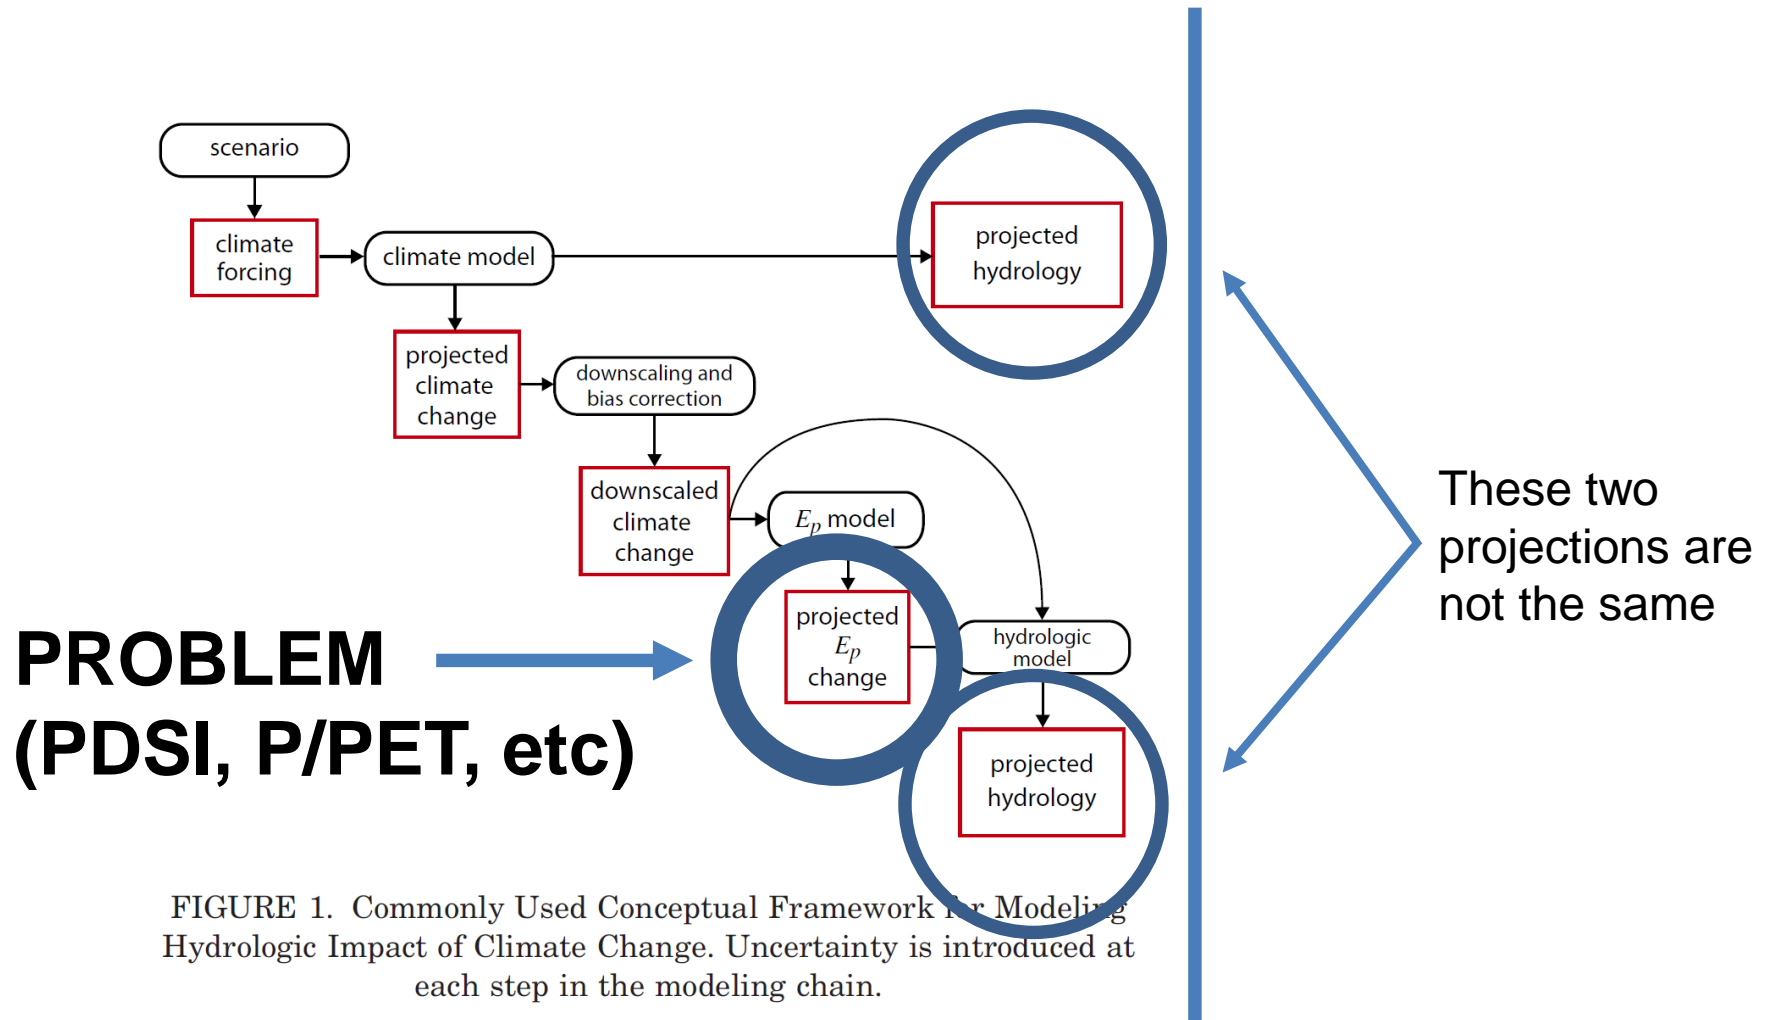 scenario
climate
forcing
climate model
projected
hydrology
projected
climate
change
downscaling and
bias correction
downscaled
climate
change
Ep model
projected
Ep
change
hydrologic
model
projected
hydrology
PROBLEM
(PDSI, P/PET, etc)
These two
projections are
not the same
FIGURE 1. Commonly Used Conceptual Framework for Modeling
Hydrologic Impact of Climate Change. Uncertainty is introduced at
each step in the modeling chain.